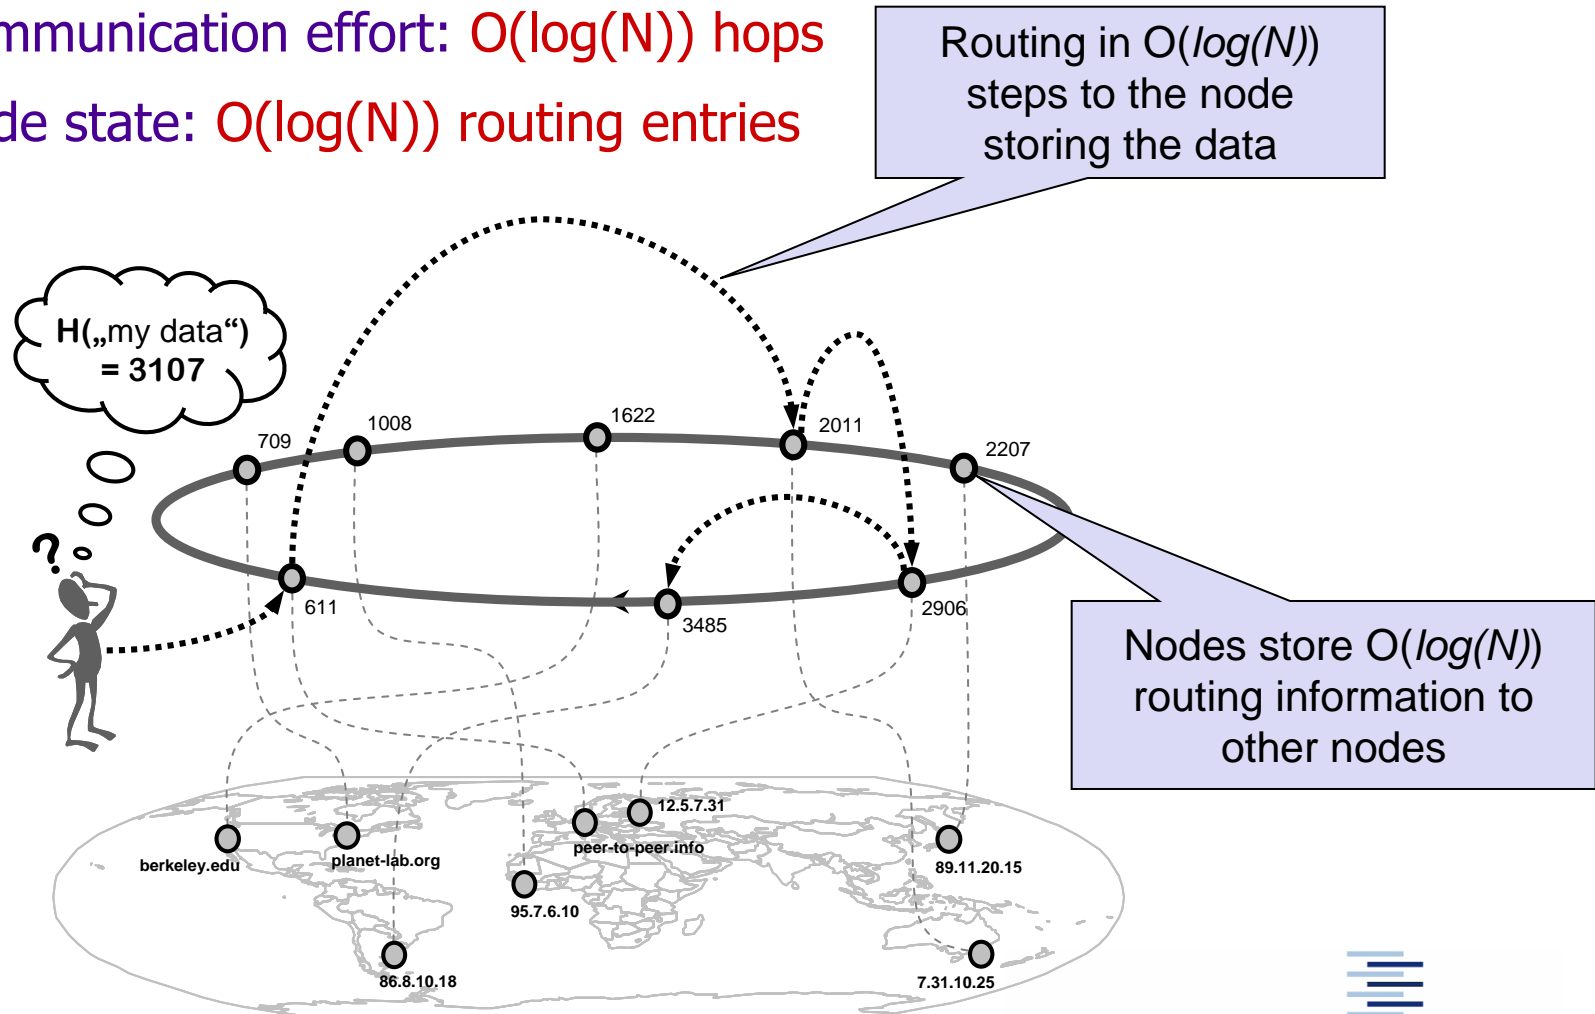 mmunication effort: O(log(N)) hops
de state: O(log(N)) routing entries
Routing in O(log(N))
steps to the node
storing the data
H(„my data“)
= 3107
709
1008
1622
2011
2207
611
3485
2906
?
Nodes store O(log(N))
routing information to
other nodes
12.5.7.31
berkeley.edu
planet-lab.org
peer-to-peer.info
89.11.20.15
95.7.6.10
86.8.10.18
7.31.10.25